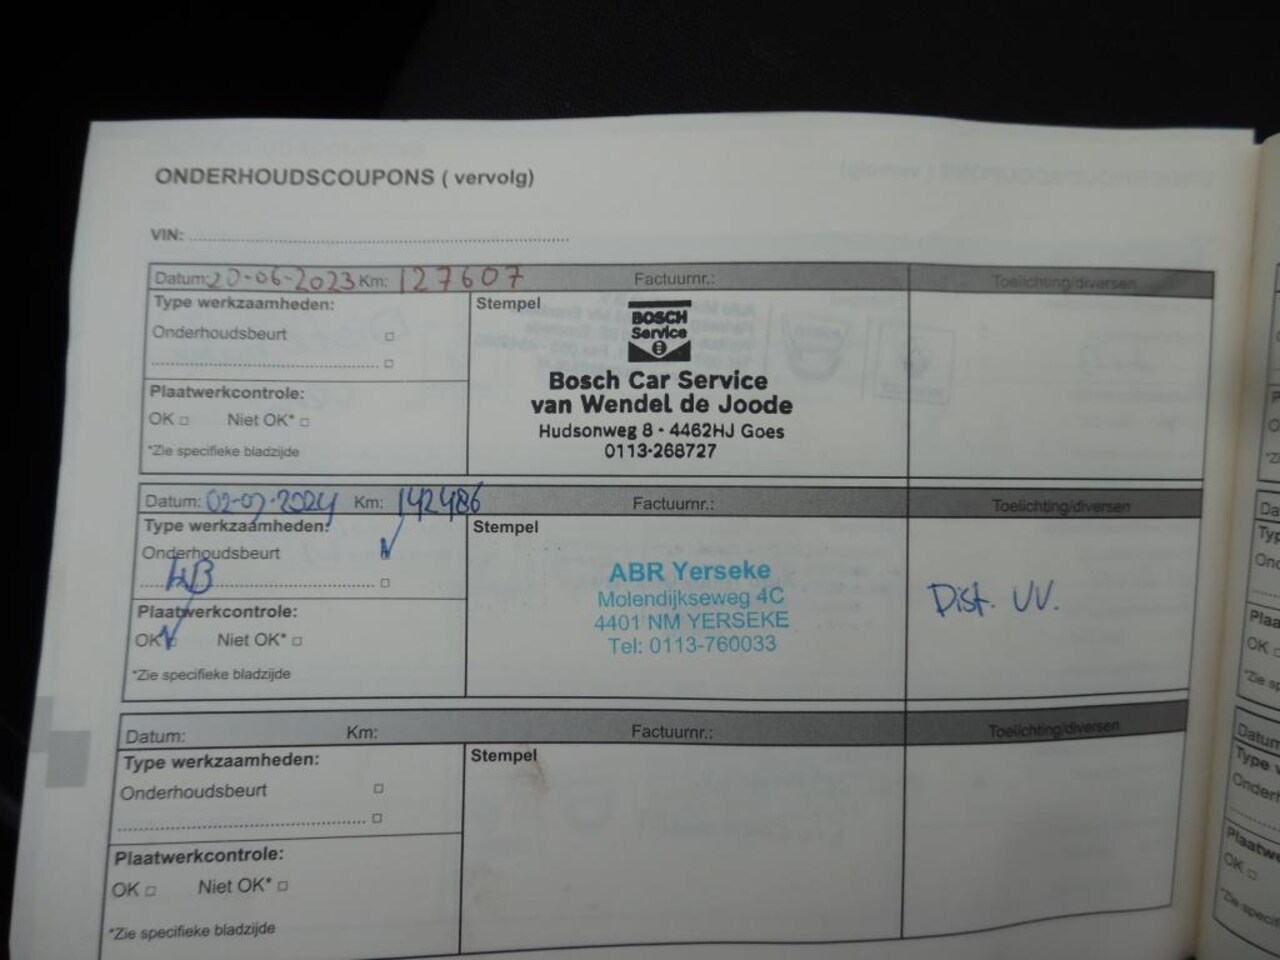 ONDERHOUDSCOUPONS ( vervolg)
VIN:
Datum: 20-06-2023 Km: 127607 Factuurnr.: Toelichting/diversen
Type werkzaamheden:
Onderhoudsbeurt
Plaatwerkcontrole:
OK Niet OK*
*Zie specifieke bladzijde
Stempel
BOSCH
Service
Bosch Car Service
van Wendel de Joode
Hudsonweg 8 - 4462HJ Goes
0113-268727
Datum: 02-07-2024 Km: 142486 Factuurnr.: Toelichting/diversen
Type werkzaamheden:
Onderhoudsbeurt
Plaatwerkcontrole:
OK Niet OK*
*Zie specifieke bladzijde
Stempel
ABR Yerseke
Molendijkseweg 4C
4401 NM YERSEKE
Tel: 0113-760033
Dist. VV.
Datum: Km: Factuurnr.: Toelichting/diversen
Type werkzaamheden:
Onderhoudsbeurt
Plaatwerkcontrole:
OK Niet OK*
*Zie specifieke bladzijde
Stempel